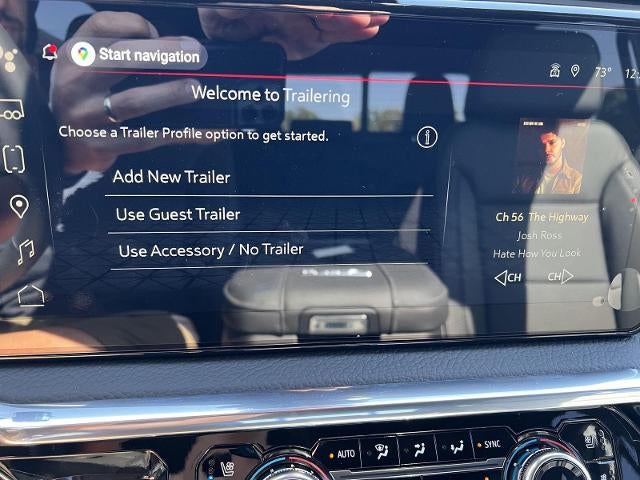 Start navigation
73° 12:
Welcome to Trailering
Choose a Trailer Profile option to get started.
i
Add New Trailer
Use Guest Trailer
Use Accessory / No Trailer
Ch 56 The Highway
Josh Ross
Hate How You Look
CH CH
AUTO
SYNC